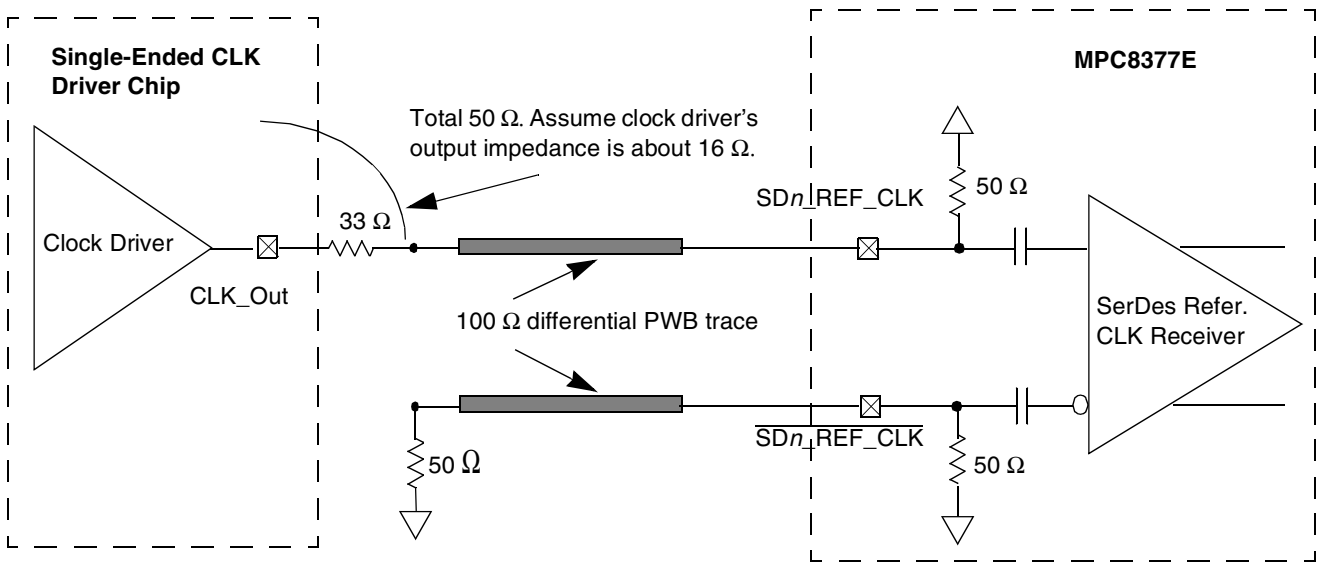 Single-Ended CLK
Driver Chip
MPC8377E
Total 50 Ω. Assume clock driver's
output impedance is about 16 Ω.
SDn_REF_CLK
50 Ω
33 Ω
Clock Driver
CLK_Out
SerDes Refer.
CLK Receiver
100 Ω differential PWB trace
SDn_REF_CLK
50 Ω
50 Ω